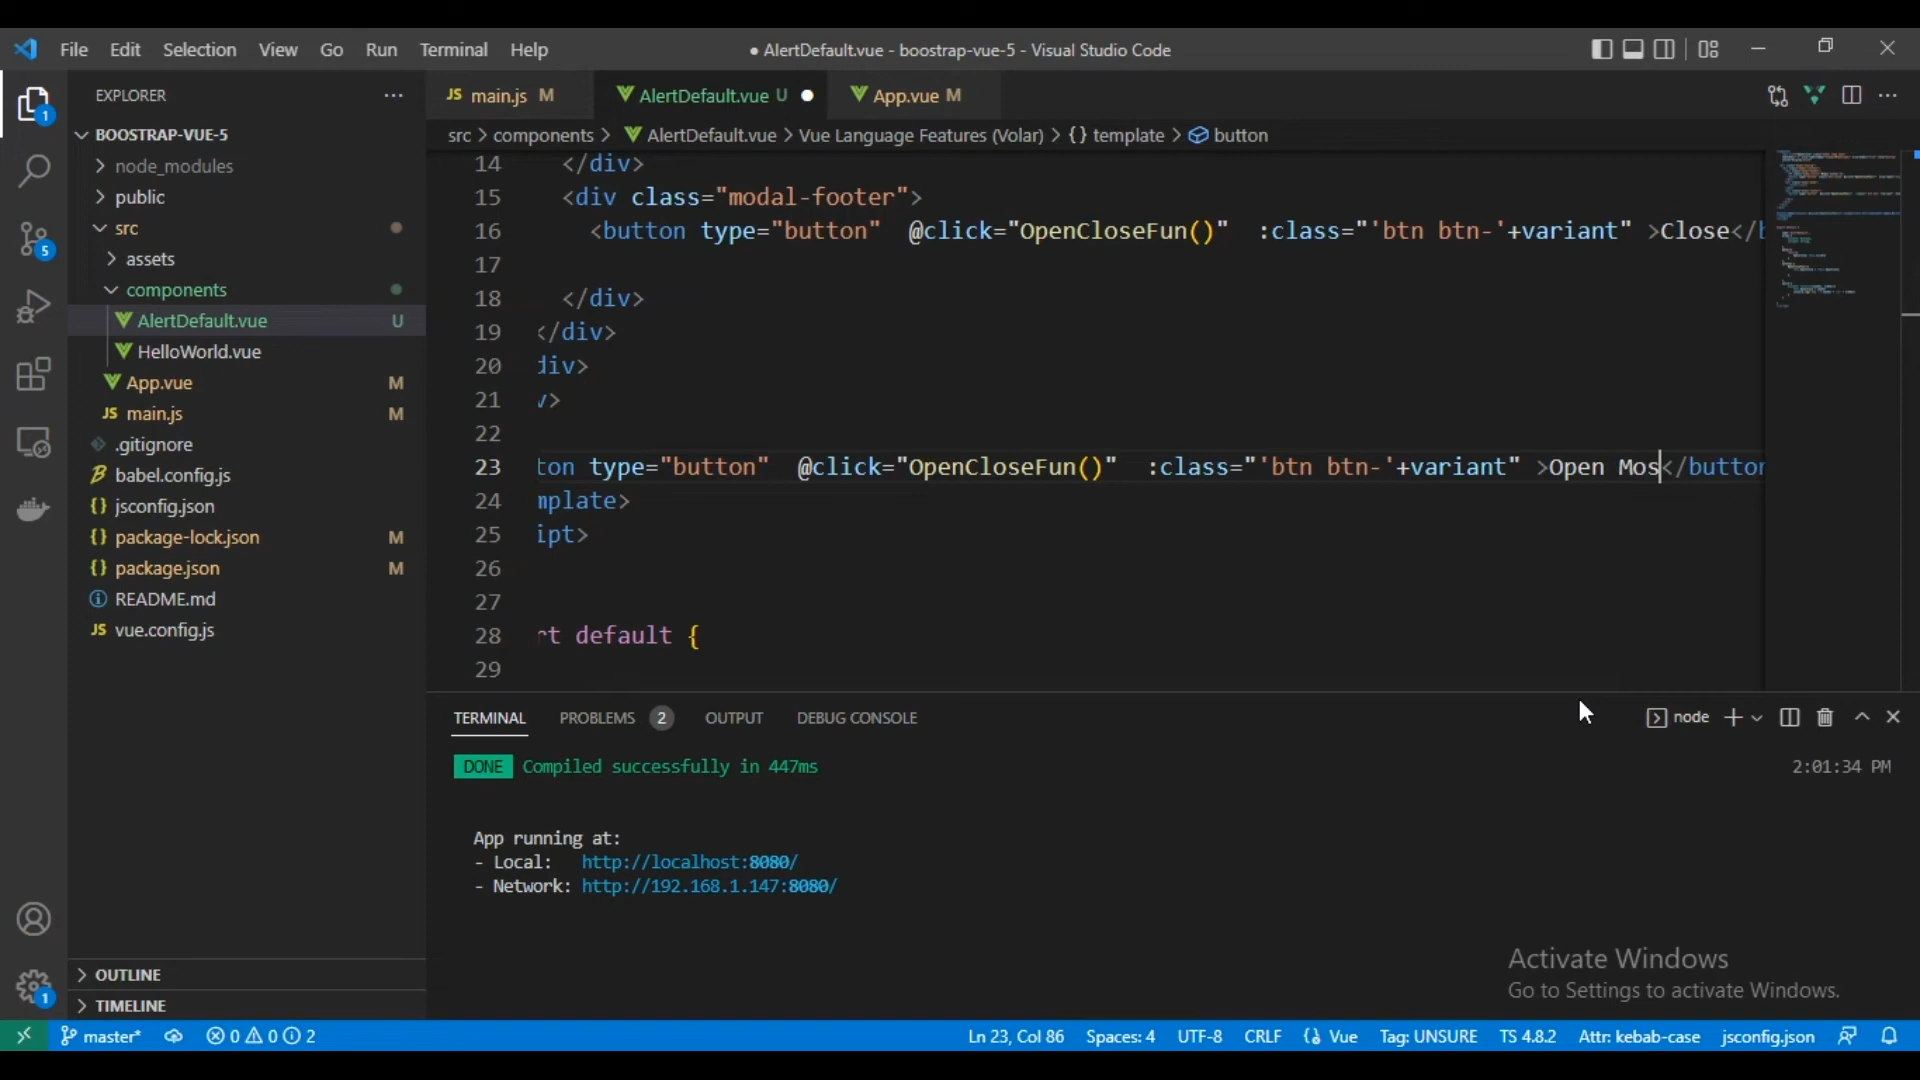 File Edit Selection View Go Run Terminal Help
● AlertDefault.vue - boostrap-vue-5 - Visual Studio Code
EXPLORER ···
BOOSTRAP-VUE-5
node_modules
public
src
assets
components
AlertDefault.vue U
HelloWorld.vue
App.vue M
JS main.js M
.gitignore
babel.config.js
{} jsconfig.json
{} package-lock.json M
{} package.json M
README.md
JS vue.config.js
OUTLINE
TIMELINE
1
5
1
JS main.js M
AlertDefault.vue U ●
App.vue M
src > components > AlertDefault.vue > Vue Language Features (Volar) > {} template > button
14 </div>
15 <div class="modal-footer">
16 <button type="button" @click="OpenCloseFun()" :class="'btn btn-'+variant" >Close</b
17
18 </div>
19 </div>
20 div>
21 v>
22
23 ton type="button" @click="OpenCloseFun()" :class="'btn btn-'+variant" >Open Mos</button
24 mplate>
25 ipt>
26
27
28 rt default {
29
TERMINAL PROBLEMS 2 OUTPUT DEBUG CONSOLE
node
DONE Compiled successfully in 447ms 2:01:34 PM
App running at:
- Local: http://localhost:8080/
- Network: http://192.168.1.147:8080/
Activate Windows
Go to Settings to activate Windows.
master* 0 0 2 Ln 23, Col 86 Spaces: 4 UTF-8 CRLF Vue Tag: UNSURE TS 4.8.2 Attr: kebab-case jsconfig.json